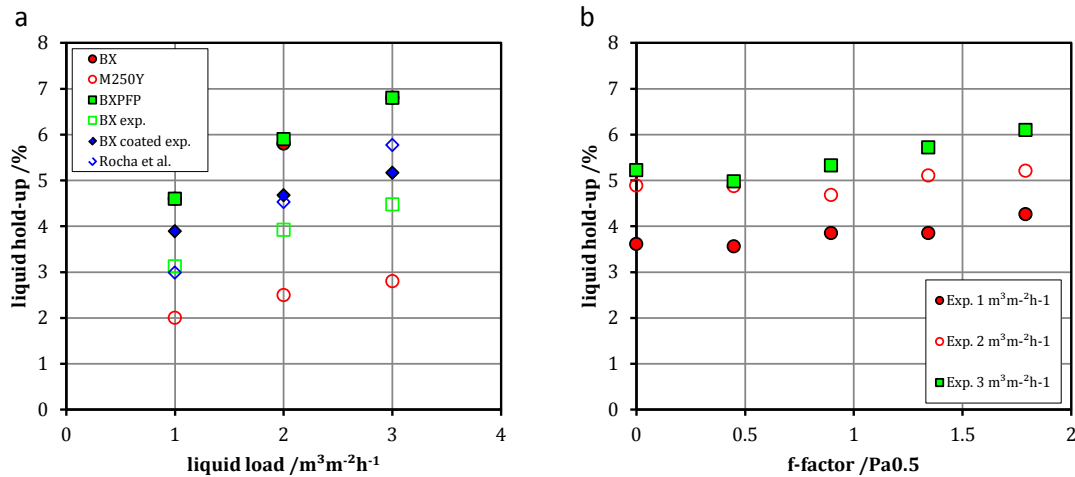 a
8
7
6
5
4
3
2
1
0
liquid hold-up /%
BX
M250Y
BXPFP
BX exp.
BX coated exp.
Rocha et al.
0 1 2 3 4
liquid load /m³m⁻²h⁻¹
b
8
7
6
5
4
3
2
1
0
liquid hold-up /%
Exp. 1 m³m-²h-1
Exp. 2 m³m-²h-1
Exp. 3 m³m-²h-1
0 0.5 1 1.5 2
f-factor /Pa0.5